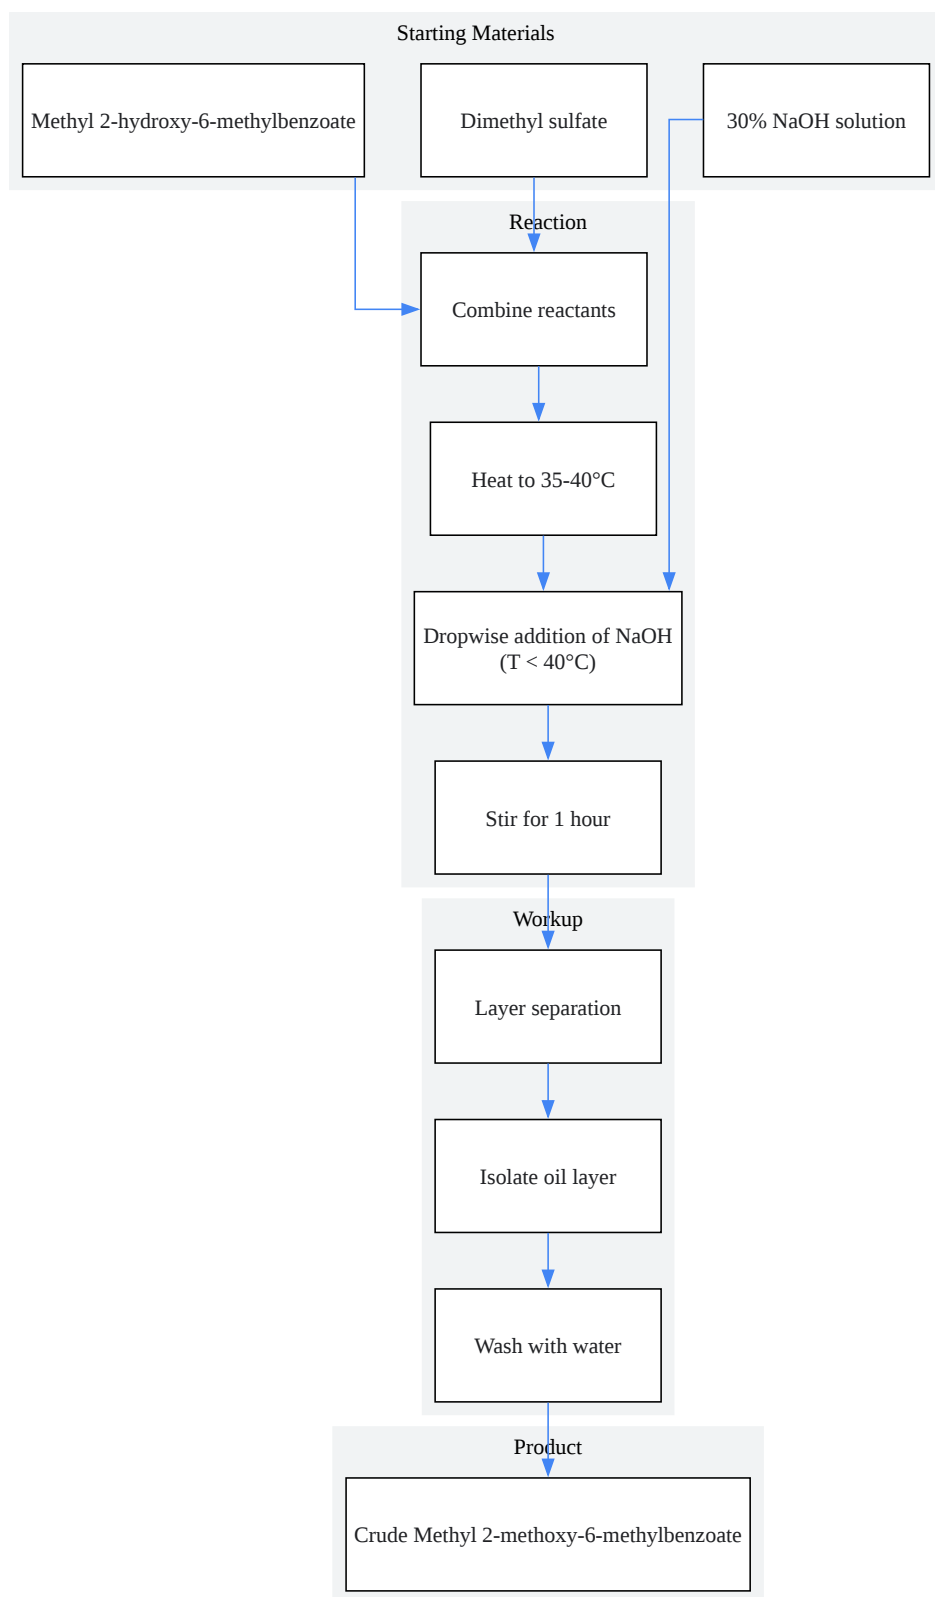 Starting Materials
Methyl 2-hydroxy-6-methylbenzoate
Dimethyl sulfate
30% NaOH solution
Reaction
Combine reactants
Heat to 35-40°C
Dropwise addition of NaOH
(T < 40°C)
Stir for 1 hour
Workup
Layer separation
Isolate oil layer
Wash with water
Product
Crude Methyl 2-methoxy-6-methylbenzoate